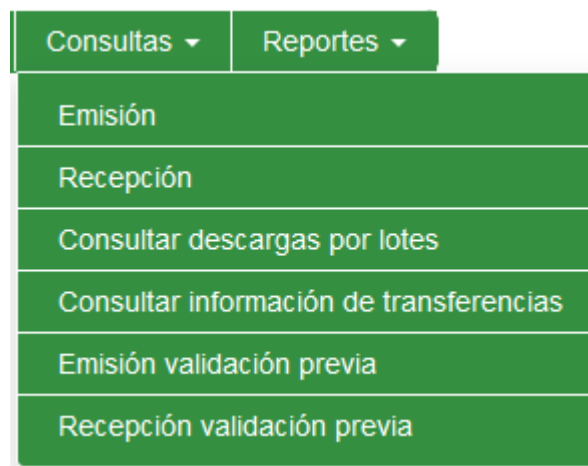 Consultas Reportes
Emisión
Recepción
Consultar descargas por lotes
Consultar información de transferencias
Emisión validación previa
Recepción validación previa